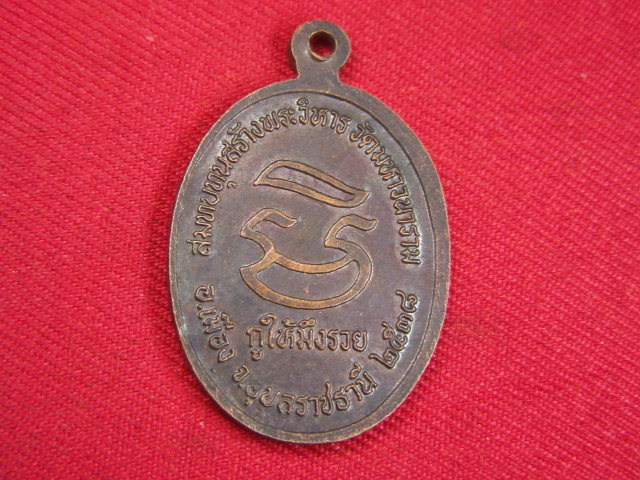 สมทบทุนสร้างพระวิหาร วัดมหาวนาราม
กูให้มึงรวย
อ.เมือง จ.อุบลราชธานี ๒๕๓๘